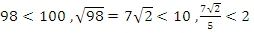 98 < 100 ,√98 = 7√2 < 10 ,7√2/5 < 2